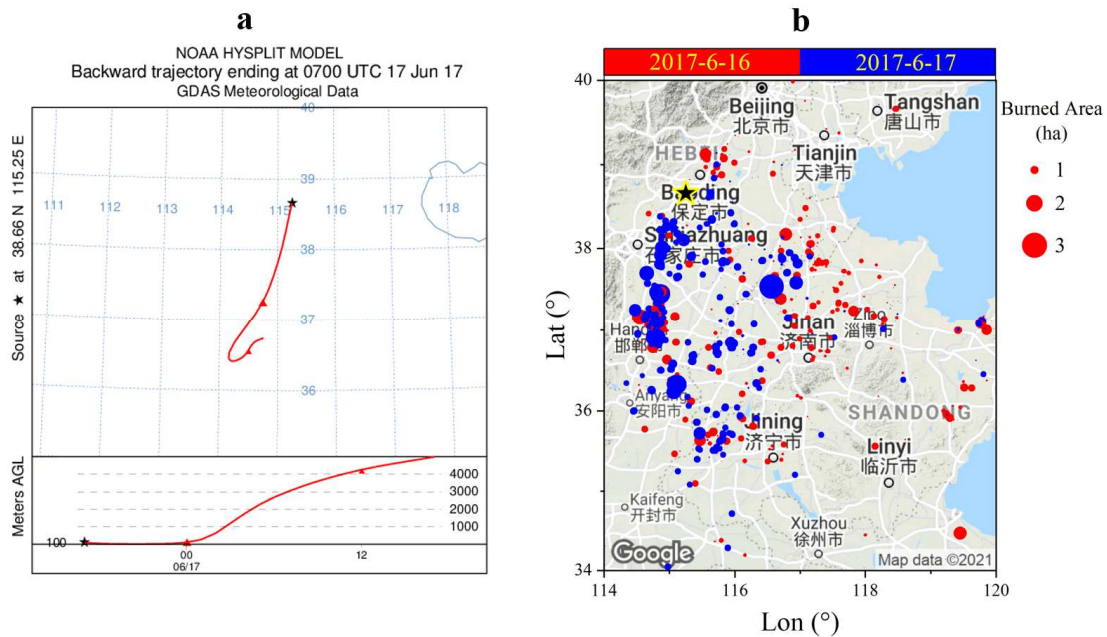 a
NOAA HYSPLIT MODEL
Backward trajectory ending at 0700 UTC 17 Jun 17
GDAS Meteorological Data
Source ★ at 38.66 N 115.25 E
40
39
111
112
113
114
115
116
117
118
38
37
36
Meters AGL
4000
3000
2000
1000
100
00
12
06/17
b
2017-6-16
2017-6-17
Burned Area
(ha)
1
2
3
Lat (°)
40
38
36
34
Beijing
北京市
Tangshan
唐山市
HEBEI
Tianjin
天津市
Baoding
保定市
Shijiazhuang
石家庄市
Jinan
济南市
Zibo
淄博市
邯郸市
Anyang
安阳市
SHANDONG
Jining
济宁市
Linyi
临沂市
Kaifeng
开封市
Xuzhou
徐州市
Google
Map data ©2021
114
116
118
120
Lon (°)